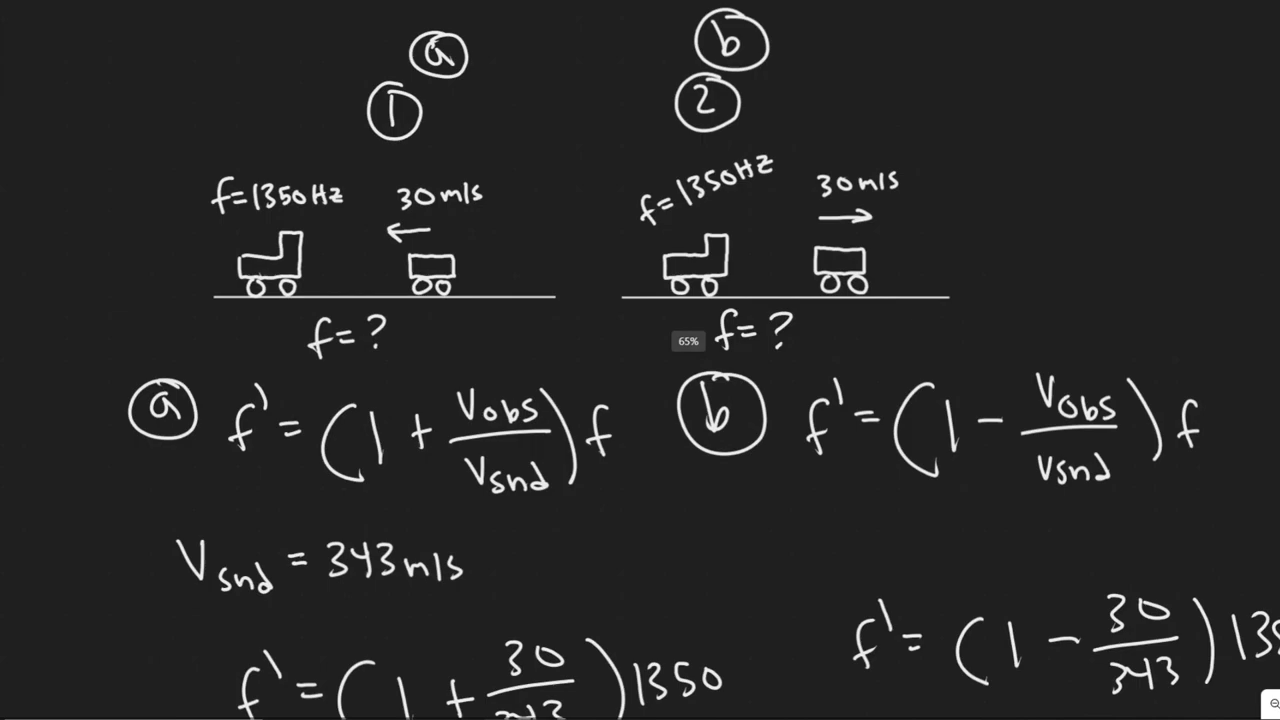 a
1
f=1350Hz 30m/s
f=?
b
2
f=1350Hz 30m/s
f=?
65%
a f' = (1 + Vobs/Vsnd) f
b f' = (1 - Vobs/Vsnd) f
Vsnd = 343m/s
f' = (1 + 30/343) 1350
f' = (1 - 30/343)